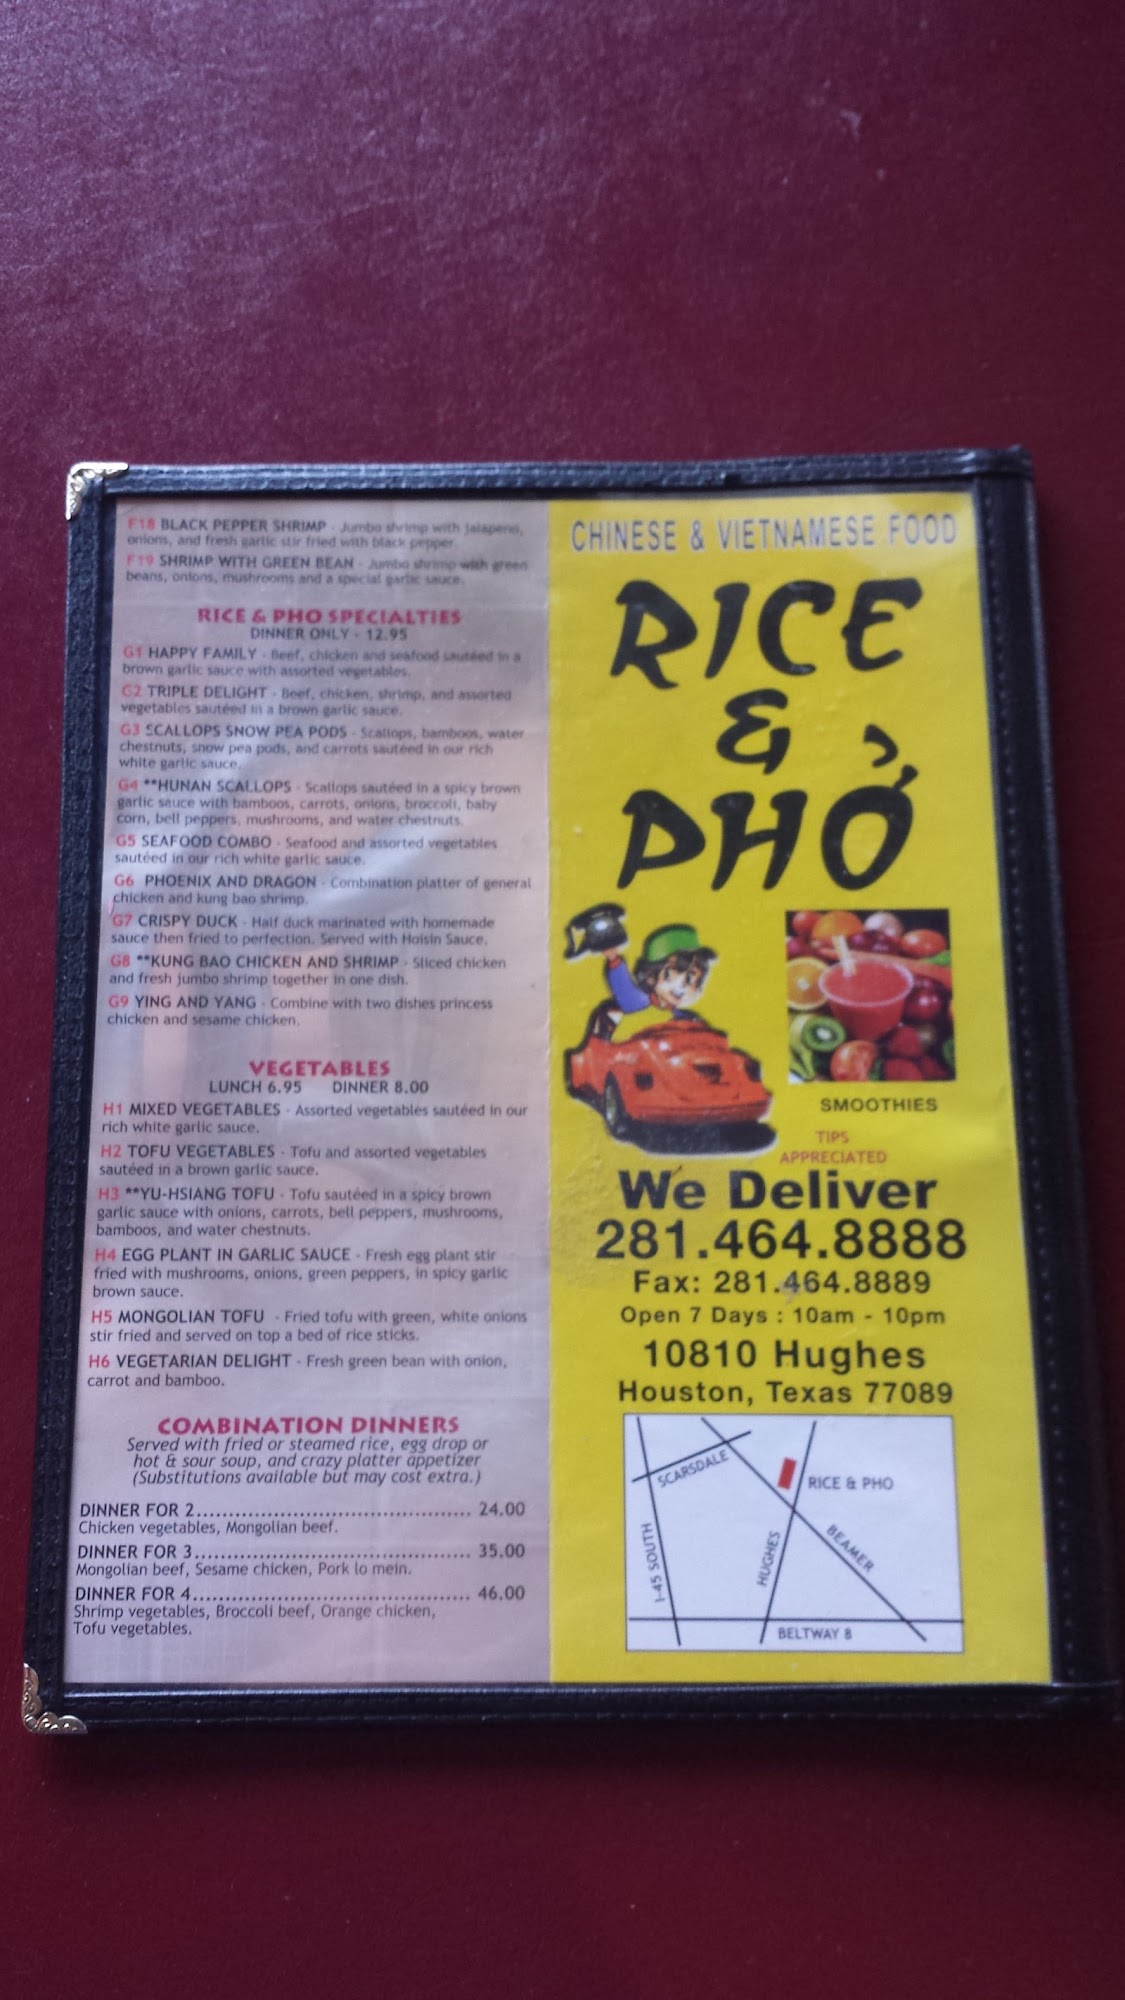 F18 BLACK PEPPER SHRIMP - Jumbo shrimp with jalapeno,
onions, and fresh garlic stir fried with black pepper.
F19 SHRIMP WITH GREEN BEAN - Jumbo shrimp with green
beans, onions, mushrooms and a special garlic sauce.
RICE & PHO SPECIALTIES
DINNER ONLY - 12.95
G1 HAPPY FAMILY - Beef, chicken and seafood sautéed in a
brown garlic sauce with assorted vegetables.
G2 TRIPLE DELIGHT - Beef, chicken, shrimp, and assorted
vegetables sautéed in a brown garlic sauce.
G3 SCALLOPS SNOW PEA PODS - Scallops, bamboos, water
chestnuts, snow pea pods, and carrots sautéed in our rich
white garlic sauce.
G4 **HUNAN SCALLOPS - Scallops sautéed in a spicy brown
garlic sauce with bamboos, carrots, onions, broccoli, baby
corn, bell peppers, mushrooms, and water chestnuts.
G5 SEAFOOD COMBO - Seafood and assorted vegetables
sautéed in our rich white garlic sauce.
G6 PHOENIX AND DRAGON - Combination platter of general
chicken and kung bao shrimp.
G7 CRISPY DUCK - Half duck marinated with homemade
sauce then fried to perfection. Served with Hoisin Sauce.
G8 **KUNG BAO CHICKEN AND SHRIMP - Sliced chicken
and fresh jumbo shrimp together in one dish.
G9 YING AND YANG - Combine with two dishes princess
chicken and sesame chicken.
VEGETABLES
LUNCH 6.95 DINNER 8.00
H1 MIXED VEGETABLES - Assorted vegetables sautéed in our
rich white garlic sauce.
H2 TOFU VEGETABLES - Tofu and assorted vegetables
sautéed in a brown garlic sauce.
H3 **YU-HSIANG TOFU - Tofu sautéed in a spicy brown
garlic sauce with onions, carrots, bell peppers, mushrooms,
bamboos, and water chestnuts.
H4 EGG PLANT IN GARLIC SAUCE - Fresh egg plant stir
fried with mushrooms, onions, green peppers, in spicy garlic
brown sauce.
H5 MONGOLIAN TOFU - Fried tofu with green, white onions
stir fried and served on top a bed of rice sticks.
H6 VEGETARIAN DELIGHT - Fresh green bean with onion,
carrot and bamboo.
COMBINATION DINNERS
Served with fried or steamed rice, egg drop or
hot & sour soup, and crazy platter appetizer
(Substitutions available but may cost extra.)
DINNER FOR 2............................................. 24.00
Chicken vegetables, Mongolian beef.
DINNER FOR 3............................................. 35.00
Mongolian beef, Sesame chicken, Pork lo mein.
DINNER FOR 4............................................. 46.00
Shrimp vegetables, Broccoli beef, Orange chicken,
Tofu vegetables.
CHINESE & VIETNAMESE FOOD
RICE
&
PHỞ
SMOOTHIES
TIPS
APPRECIATED
We Deliver
281.464.8888
Fax: 281.464.8889
Open 7 Days : 10am - 10pm
10810 Hughes
Houston, Texas 77089
SCARSDALE
RICE & PHO
I-45 SOUTH
HUGHES
BEAMER
BELTWAY 8